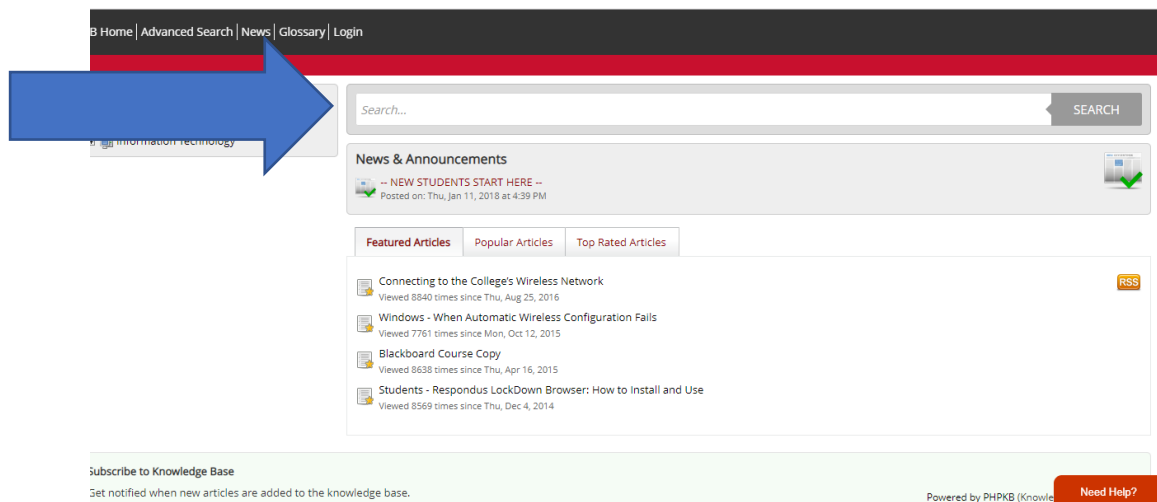 B Home | Advanced Search | News | Glossary | Login
Search...
SEARCH
Information Technology
News & Announcements
-- NEW STUDENTS START HERE --
Posted on: Thu, Jan 11, 2018 at 4:39 PM
Featured Articles
Popular Articles
Top Rated Articles
RSS
Connecting to the College's Wireless Network
Viewed 8840 times since Thu, Aug 25, 2016
Windows - When Automatic Wireless Configuration Fails
Viewed 7761 times since Mon, Oct 12, 2015
Blackboard Course Copy
Viewed 8638 times since Thu, Apr 16, 2015
Students - Respondus LockDown Browser: How to Install and Use
Viewed 8569 times since Thu, Dec 4, 2014
Subscribe to Knowledge Base
Get notified when new articles are added to the knowledge base.
Powered by PHPKB (Knowle
Need Help?